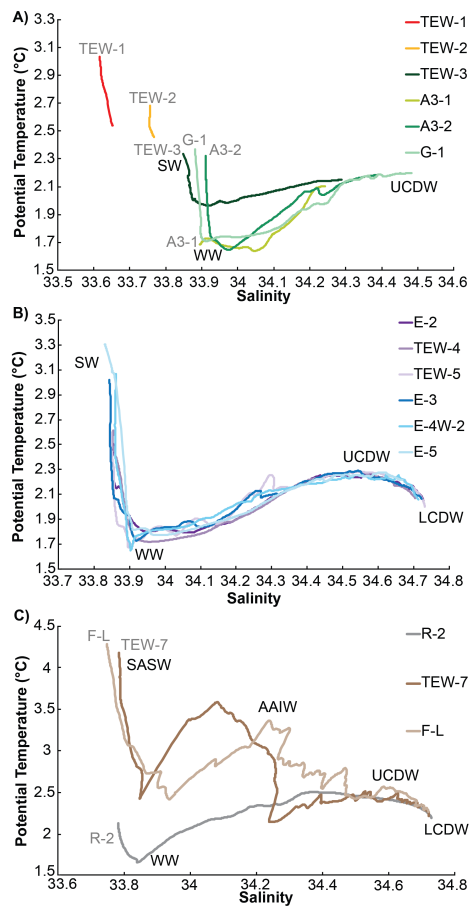 A)
Potential Temperature (°C)
3.3
3.1
2.9
2.7
2.5
2.3
2.1
1.9
1.7
1.5
TEW-1
TEW-2
TEW-3
SW
G-1
A3-2
A3-1
WW
UCDW
TEW-1
TEW-2
TEW-3
A3-1
A3-2
G-1
33.5 33.6 33.7 33.8 33.9 34 34.1 34.2 34.3 34.4 34.5 34.6
Salinity
B)
Potential Temperature (°C)
3.5
3.3
3.1
2.9
2.7
2.5
2.3
2.1
1.9
1.7
1.5
SW
WW
UCDW
LCDW
E-2
TEW-4
TEW-5
E-3
E-4W-2
E-5
33.7 33.8 33.9 34 34.1 34.2 34.3 34.4 34.5 34.6 34.7 34.8
Salinity
C)
Potential Temperature (°C)
4.5
4
3.5
3
2.5
2
1.5
F-L
TEW-7
SASW
AAIW
UCDW
LCDW
R-2
WW
R-2
TEW-7
F-L
33.6 33.8 34 34.2 34.4 34.6 34.8
Salinity